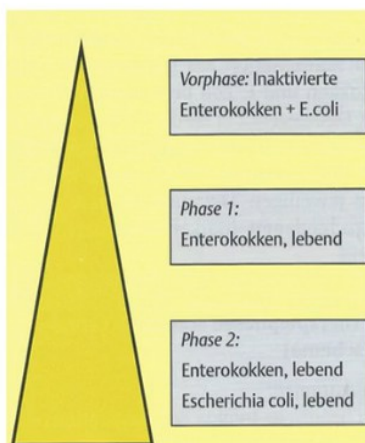 Vorphase: Inaktivierte
Enterokokken + E.coli
Phase 1:
Enterokokken, lebend
Phase 2:
Enterokokken, lebend
Escherichia coli, lebend